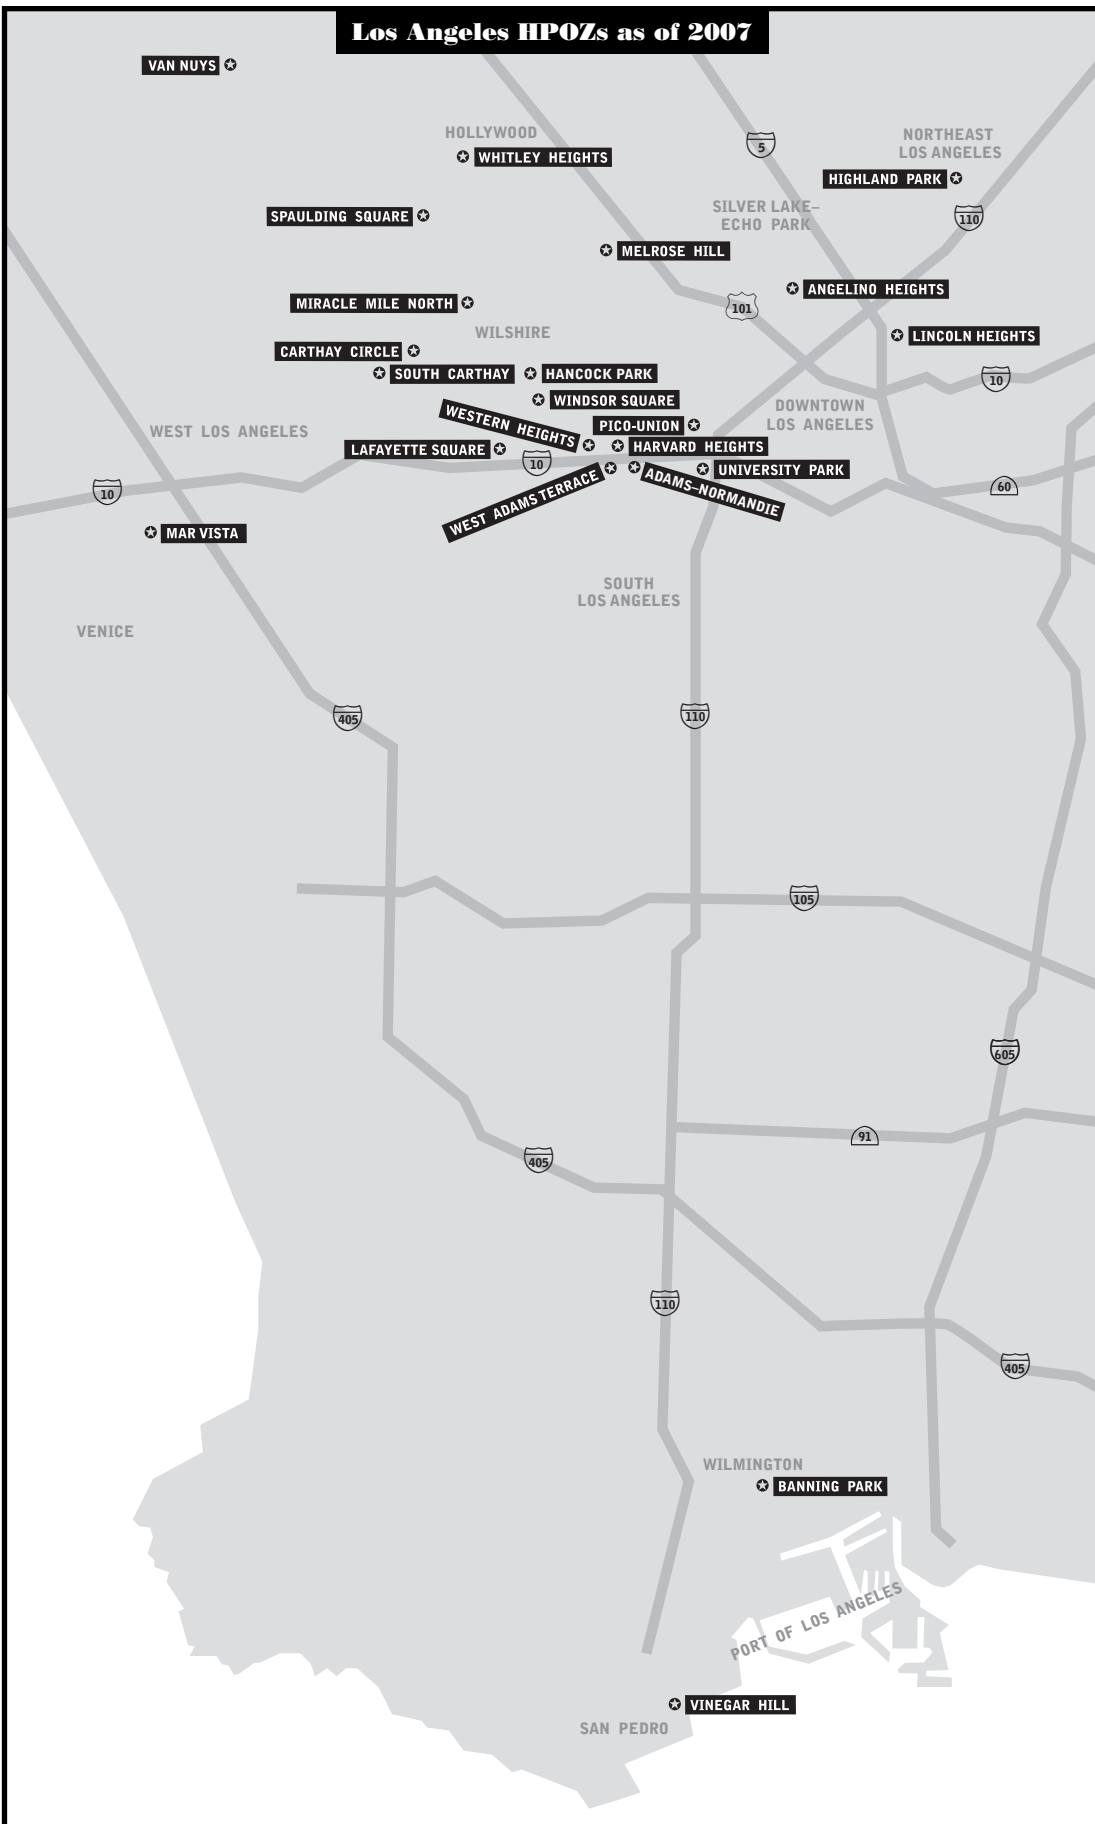 Los Angeles HPOZs as of 2007
VAN NUYS
HOLLYWOOD
WHITLEY HEIGHTS
5
NORTHEAST
LOS ANGELES
HIGHLAND PARK
SPAULDING SQUARE
SILVER LAKE–
ECHO PARK
110
MELROSE HILL
ANGELINO HEIGHTS
MIRACLE MILE NORTH
101
WILSHIRE
LINCOLN HEIGHTS
CARTHAY CIRCLE
SOUTH CARTHAY
HANCOCK PARK
10
WINDSOR SQUARE
DOWNTOWN
LOS ANGELES
WESTERN HEIGHTS
PICO-UNION
WEST LOS ANGELES
LAFAYETTE SQUARE
HARVARD HEIGHTS
10
UNIVERSITY PARK
WEST ADAMS TERRACE
ADAMS–NORMANDIE
10
60
MAR VISTA
SOUTH
LOS ANGELES
VENICE
405
110
105
605
91
405
110
405
WILMINGTON
BANNING PARK
PORT OF LOS ANGELES
VINEGAR HILL
SAN PEDRO